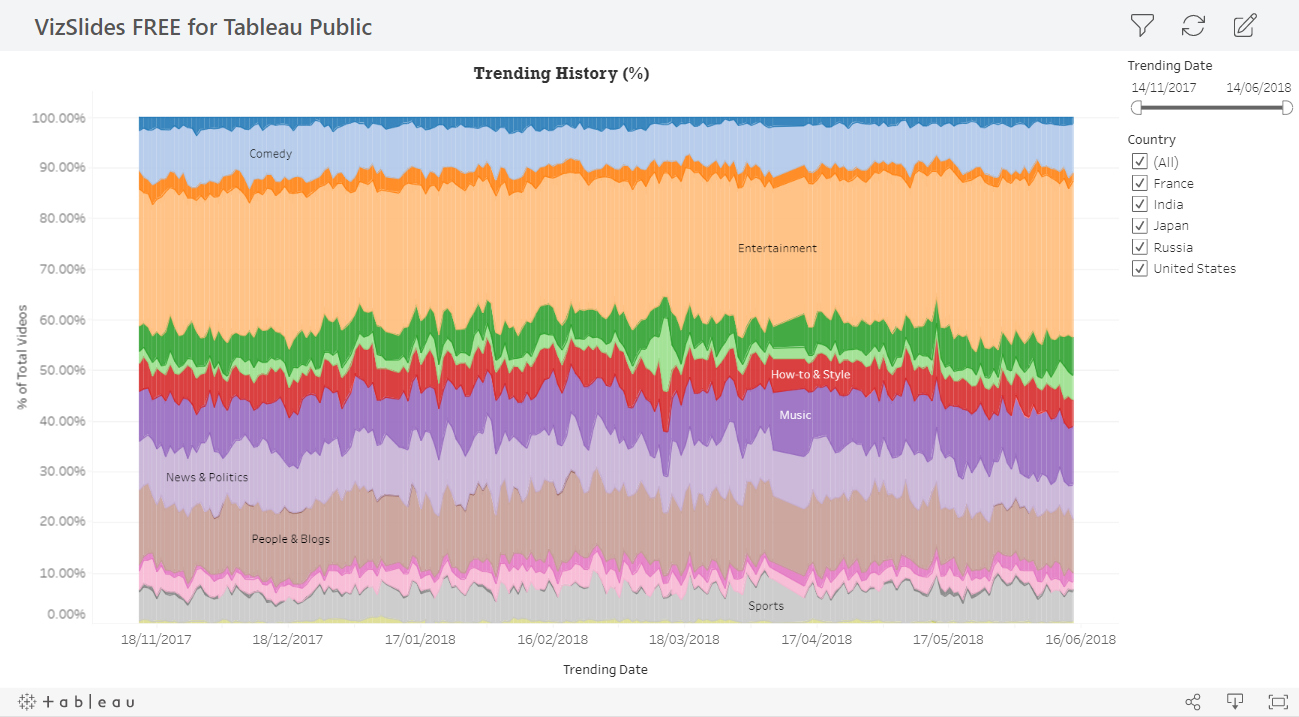 VizSlides FREE for Tableau Public
Trending History (%)
100.00%
90.00%
80.00%
70.00%
60.00%
50.00%
40.00%
30.00%
20.00%
10.00%
0.00%
% of Total Videos
Comedy
Entertainment
How-to & Style
Music
News & Politics
People & Blogs
Sports
18/11/2017
18/12/2017
17/01/2018
16/02/2018
18/03/2018
17/04/2018
17/05/2018
16/06/2018
Trending Date
Trending Date
14/11/2017 14/06/2018
Country
(All)
France
India
Japan
Russia
United States
+ a b | e a u